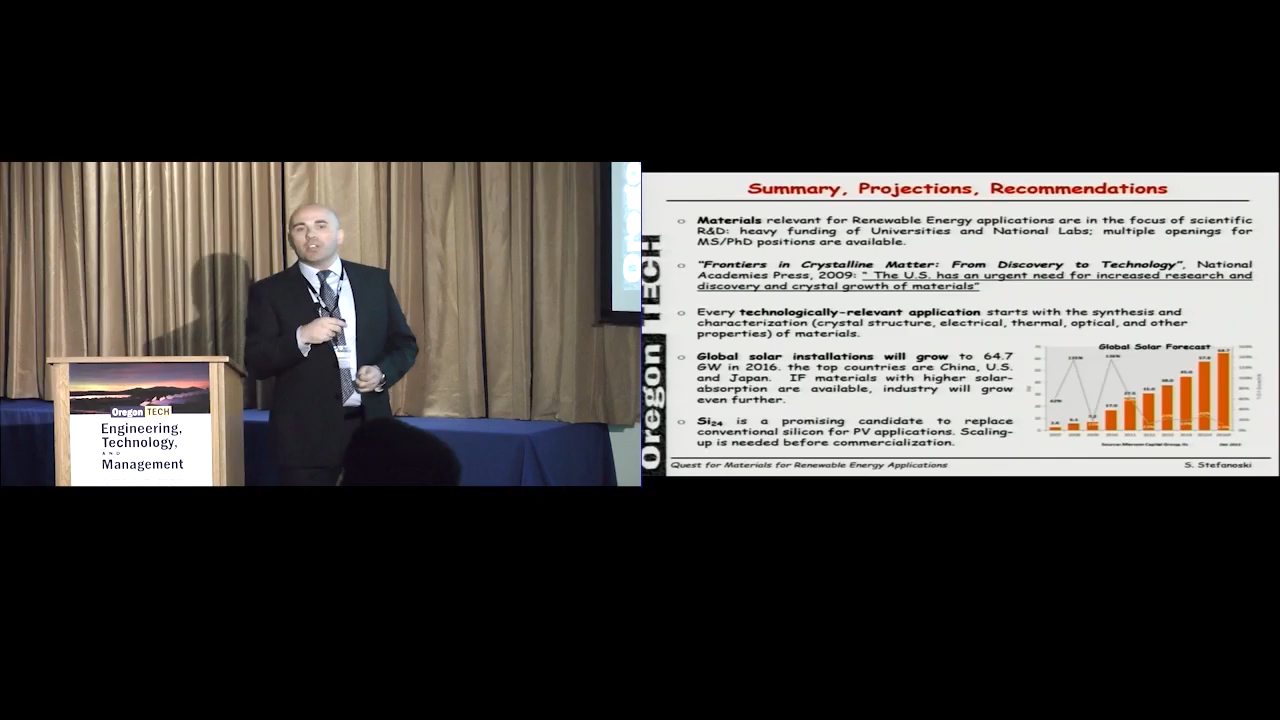 Oregon TECH
Engineering,
Technology,
AND
Management
Oregon TECH
Summary, Projections, Recommendations
Materials relevant for Renewable Energy applications are in the focus of scientific
R&D: heavy funding of Universities and National Labs; multiple openings for
MS/PhD positions are available.
"Frontiers in Crystalline Matter: From Discovery to Technology", National
Academies Press, 2009: " The U.S. has an urgent need for increased research and
discovery and crystal growth of materials"
Every technologically-relevant application starts with the synthesis and
characterization (crystal structure, electrical, thermal, optical, and other
properties) of materials.
Global solar installations will grow to 64.7
GW in 2016. the top countries are China, U.S.
and Japan. IF materials with higher solar-
absorption are available, industry will grow
even further.
Si24 is a promising candidate to replace
conventional silicon for PV applications. Scaling-
up is needed before commercialization.
Global Solar Forecast
Source: Mercom Capital Group, llc
Quest for Materials for Renewable Energy Applications
S. Stefanoski